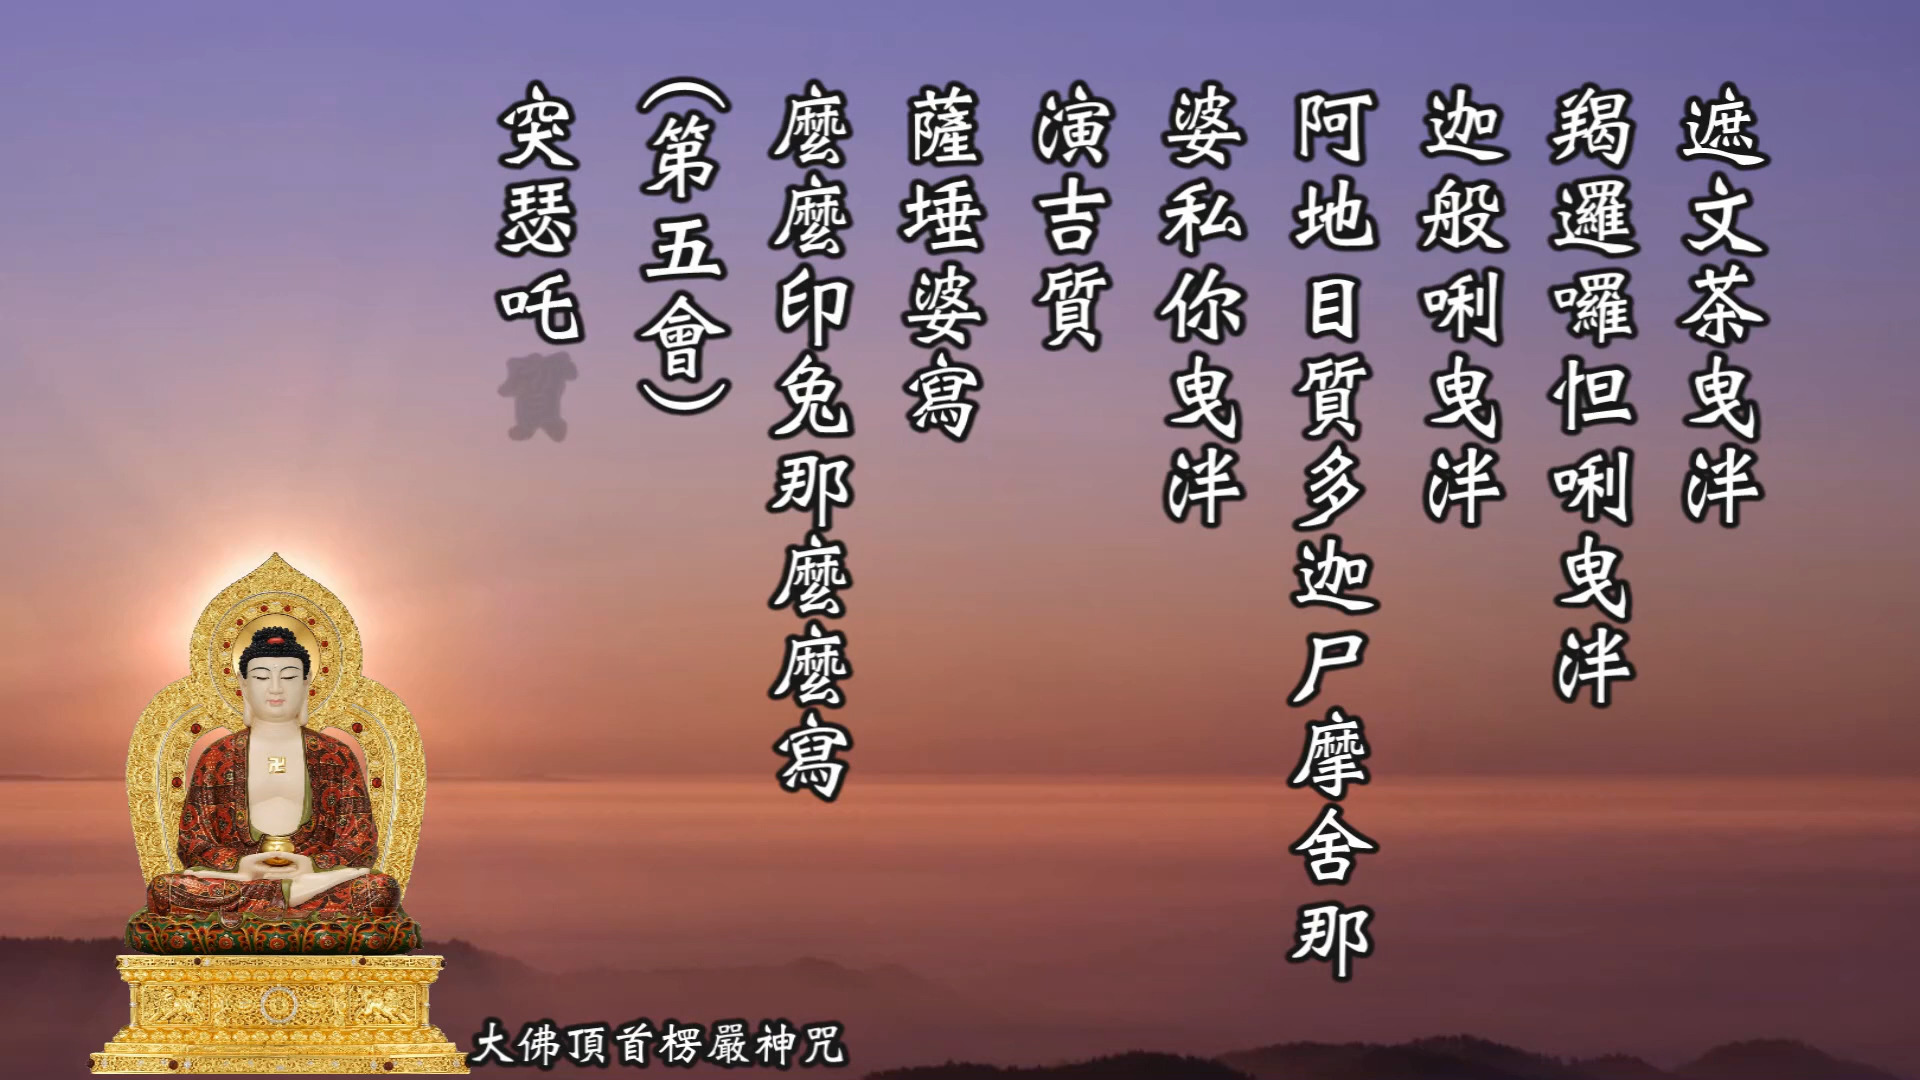 遮文茶曳泮
羯邏囉怛唎曳泮
迦般唎曳泮
阿地目質多迦尸摩舍那
婆私你曳泮
演吉質
薩埵婆寫
麼麼印兔那麼麼寫
（第五會）
突瑟吒質
大佛頂首楞嚴神咒